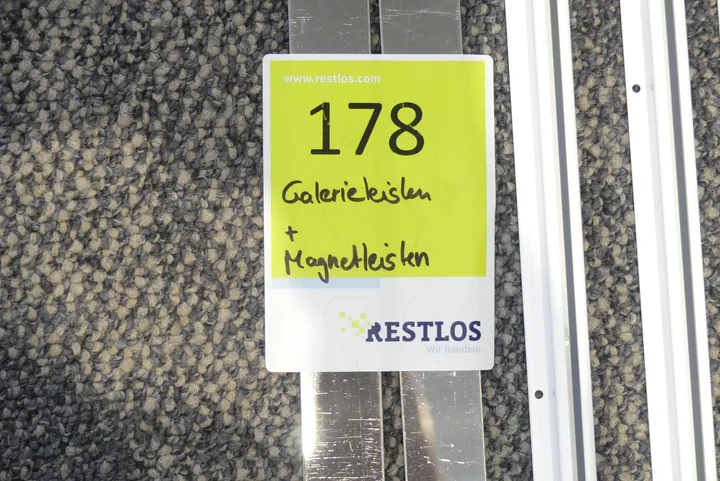 www.restlos.com
178
Galerieleisten
+
Magnetleisten
RESTLOS
Wir handeln.